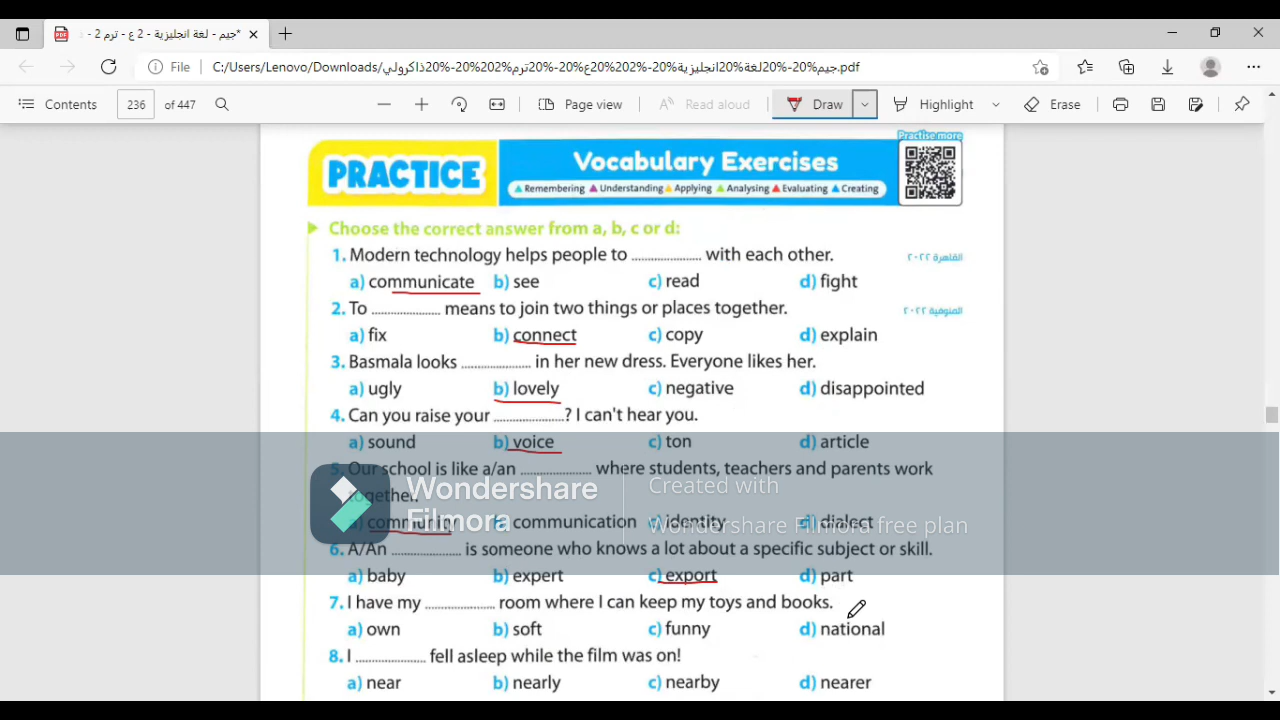 *جيم - لغة انجليزية - 2 ع - ترم 2 -
File C:/Users/Lenovo/Downloads/جيم%20-%20لغة%20انجليزية%20-%202%20ع%20-%20ترم%202%20-%20ذاكرولي.pdf
Contents 236 of 447 Page view Read aloud Draw Highlight Erase
Practise more
PRACTICE
Vocabulary Exercises
Remembering Understanding Applying Analysing Evaluating Creating
Choose the correct answer from a, b, c or d:
1. Modern technology helps people to .................. with each other. القاهرة ٢٠٢٢
a) communicate b) see c) read d) fight
2. To .................. means to join two things or places together. المنوفية ٢٠٢٢
a) fix b) connect c) copy d) explain
3. Basmala looks .................. in her new dress. Everyone likes her.
a) ugly b) lovely c) negative d) disappointed
4. Can you raise your ..................? I can't hear you.
a) sound b) voice c) ton d) article
5. Our school is like a/an .................. where students, teachers and parents work
together.
a) community b) communication c) identity d) dialect
Wondershare
Filmora
Created with
Wondershare Filmora free plan
6. A/An .................. is someone who knows a lot about a specific subject or skill.
a) baby b) expert c) export d) part
7. I have my .................. room where I can keep my toys and books.
a) own b) soft c) funny d) national
8. I .................. fell asleep while the film was on!
a) near b) nearly c) nearby d) nearer